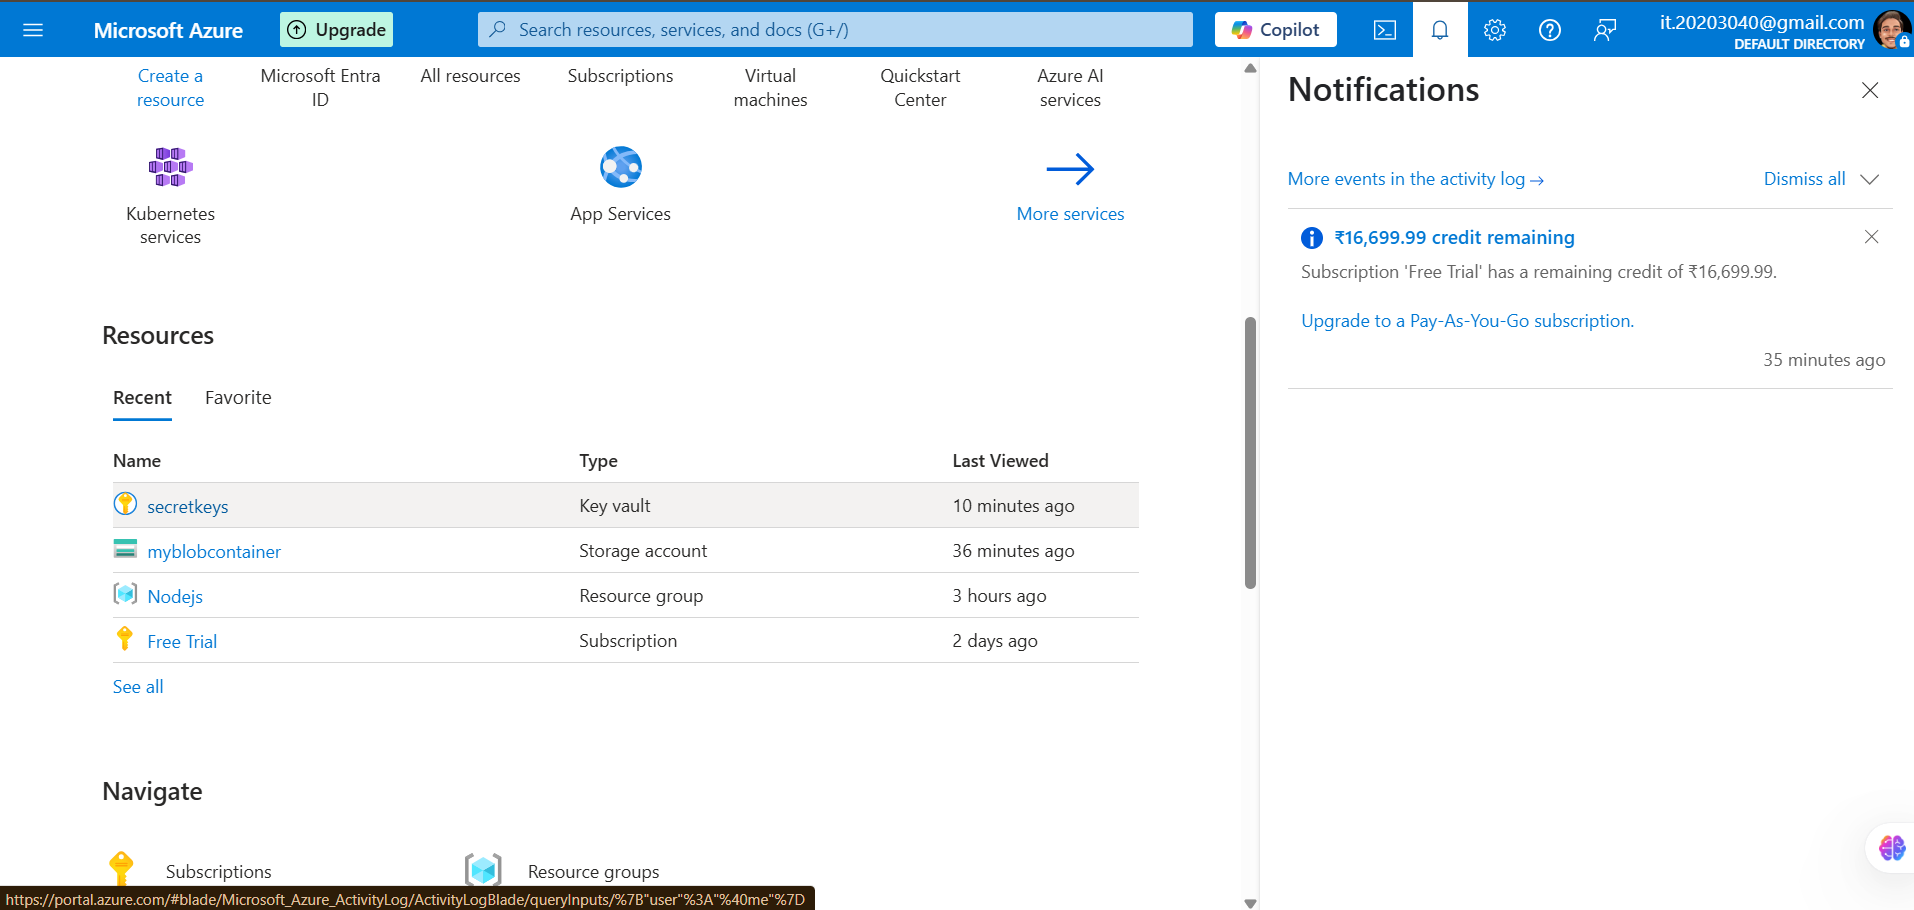 Microsoft Azure
Upgrade
Search resources, services, and docs (G+/)
Copilot
it.20203040@gmail.com
DEFAULT DIRECTORY
Create a
resource
Microsoft Entra
ID
All resources
Subscriptions
Virtual
machines
Quickstart
Center
Azure AI
services
Kubernetes
services
App Services
More services
Resources
Recent
Favorite
Name Type Last Viewed
secretkeys Key vault 10 minutes ago
myblobcontainer Storage account 36 minutes ago
Nodejs Resource group 3 hours ago
Free Trial Subscription 2 days ago
See all
Navigate
Subscriptions
Resource groups
https://portal.azure.com/#blade/Microsoft_Azure_ActivityLog/ActivityLogBlade/queryInputs/%7B"user"%3A"%40me"%7D
Notifications
More events in the activity log →
Dismiss all
₹16,699.99 credit remaining
Subscription 'Free Trial' has a remaining credit of ₹16,699.99.
Upgrade to a Pay-As-You-Go subscription.
35 minutes ago